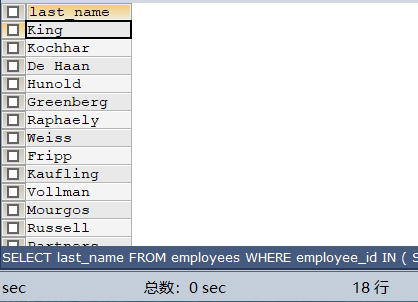 last_name
King
Kochhar
De Haan
Hunold
Greenberg
Raphaely
Weiss
Fripp
Kaufling
Vollman
Mourgos
Russell
Partners
SELECT last_name FROM employees WHERE employee_id IN ( S
sec 总数: 0 sec 18 行